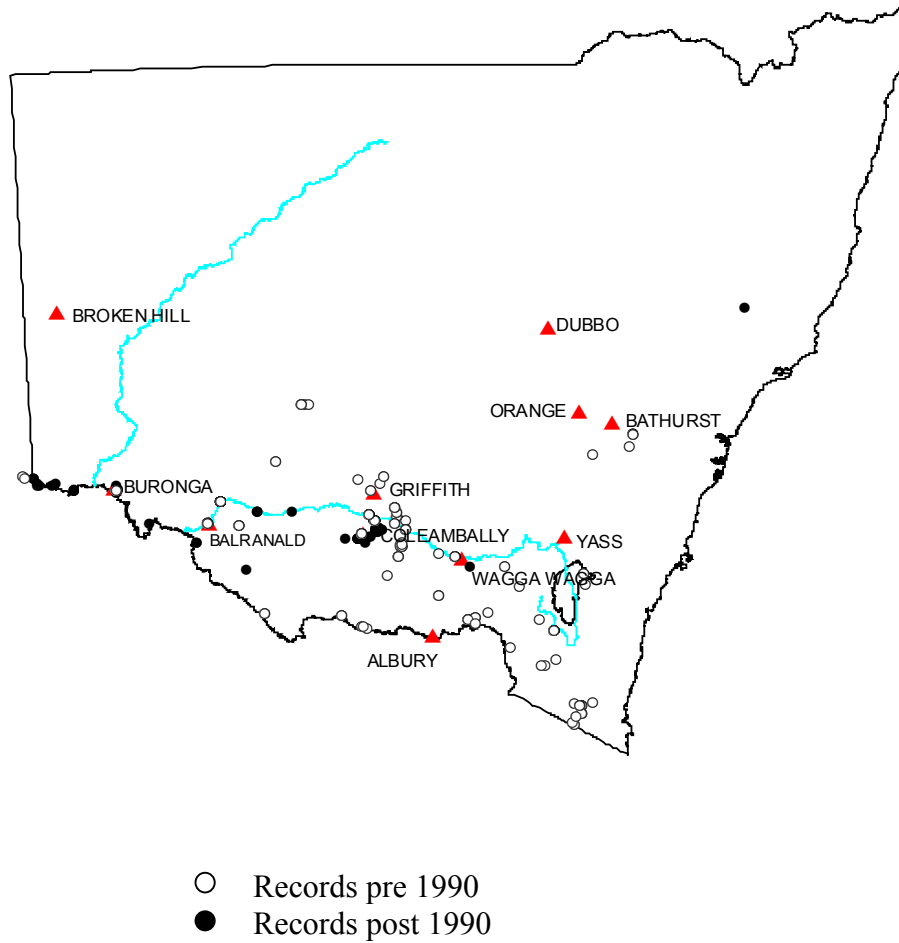 BROKEN HILL
DUBBO
ORANGE
BATHURST
BURONGA
GRIFFITH
BALRANALD
COLEAMBALLY
YASS
WAGGA WAGGA
ALBURY
Records pre 1990
Records post 1990